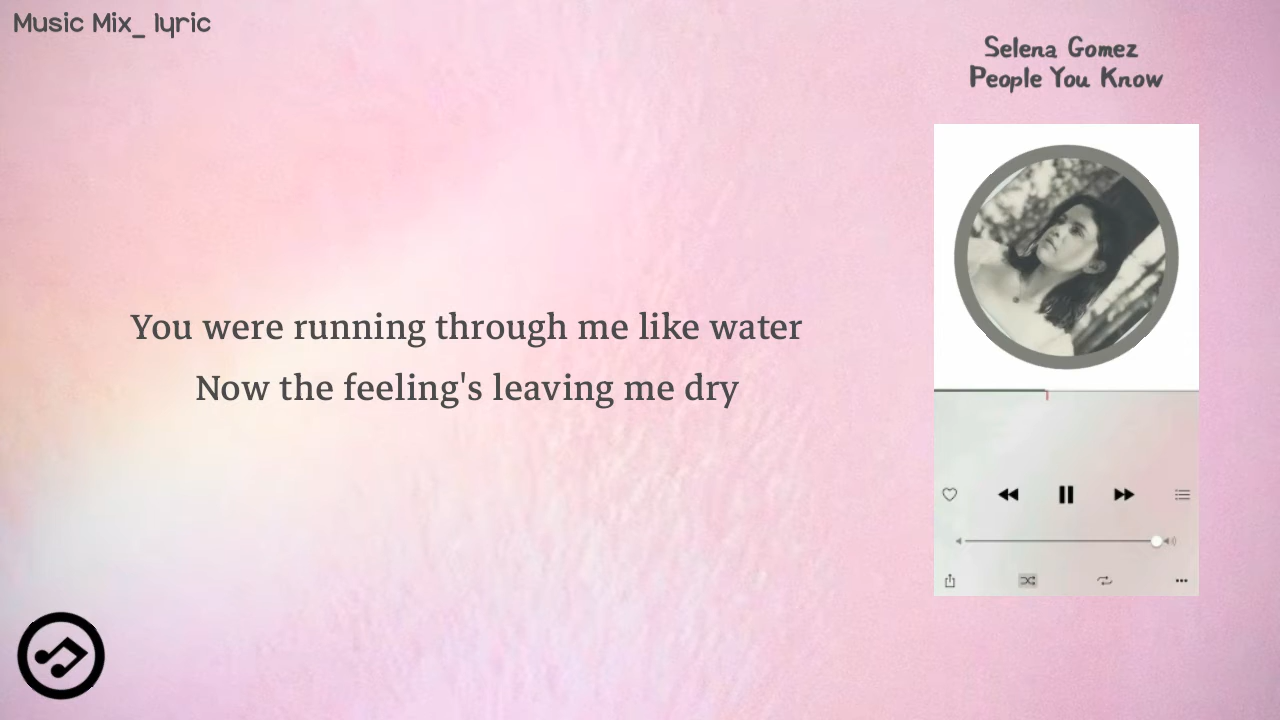 Music Mix_ lyric
Selena Gomez
People You Know
You were running through me like water
Now the feeling's leaving me dry